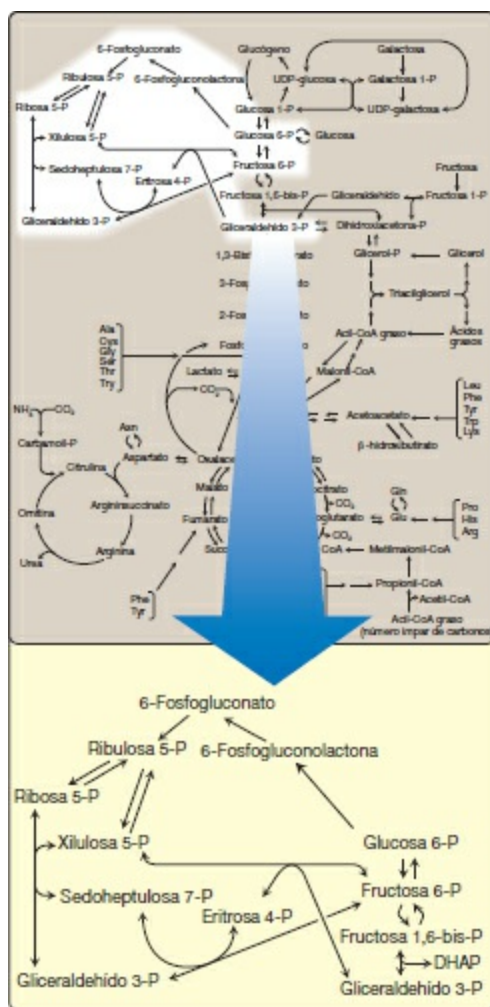 6-Fosfogluconato
Glucógeno
Galactosa
Ribulosa 5-P
6-Fosfogluconolactona
UDP-glucosa
Galactosa 1-P
Ribosa 5-P
Glucosa 1-P
UDP-galactosa
Xilulosa 5-P
Glucosa 6-P
Glucosa
Sedoheptulosa 7-P
Fructosa 6-P
Eritrosa 4-P
Fructosa
Fructosa 1,6-bis-P
Gliceraldehído
Fructosa 1-P
Gliceraldehído 3-P
Gliceraldehído 3-P
Dihidroxiacetona-P
Glicerol-P
Glicerol
Triacilglicerol
Ala
Cys
Gly
Ser
Thr
Try
Acil-CoA graso
Ácidos
grasos
Lactato
Malonil-CoA
CO₂
Leu
Phe
Tyr
Trp
Lys
NH₃
CO₂
Acetoacetato
Carbamoil-P
Asn
β-hidroxibutirato
Aspartato
Citrulina
Malato
CO₂
Gln
Ornitina
Argininsuccinato
Fumarato
Glu
Pro
His
Arg
CO₂
Arginina
CoA
Metilmalonil-CoA
Urea
Propionil-CoA
Phe
Tyr
Acetil-CoA
Acil-CoA graso
(número impar de carbonos
6-Fosfogluconato
Ribulosa 5-P
6-Fosfogluconolactona
Ribosa 5-P
Xilulosa 5-P
Glucosa 6-P
Sedoheptulosa 7-P
Fructosa 6-P
Eritrosa 4-P
Fructosa 1,6-bis-P
DHAP
Gliceraldehído 3-P
Gliceraldehído 3-P